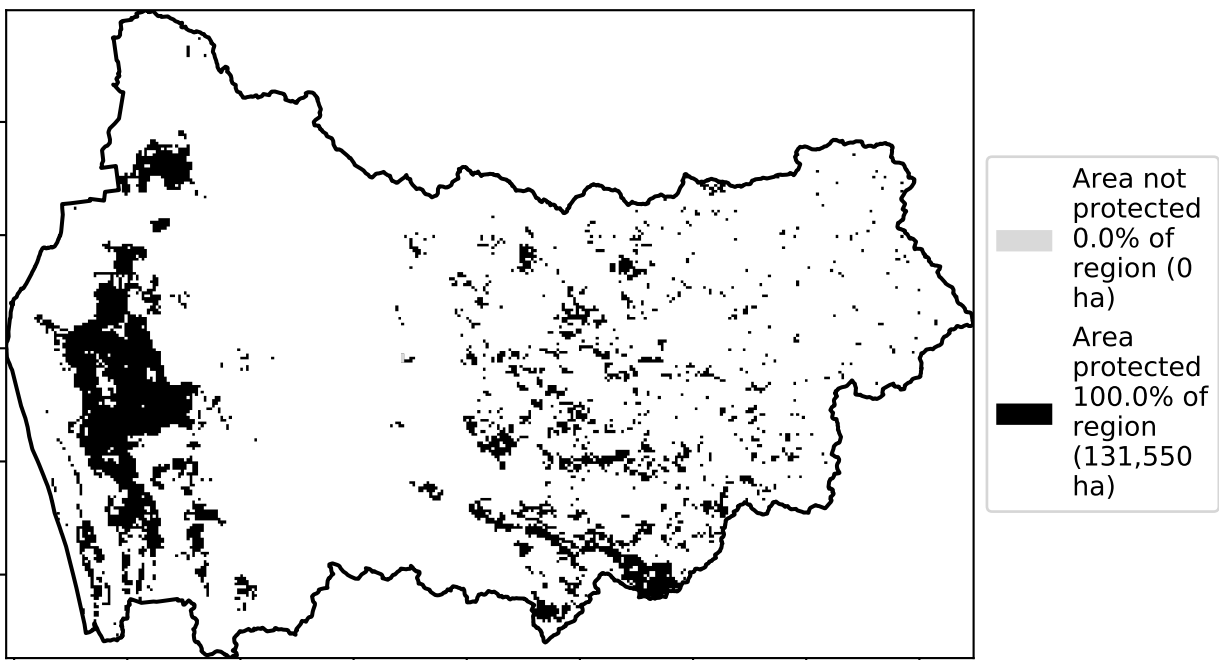 Area not
protected
0.0% of
region (0
ha)
Area
protected
100.0% of
region
(131,550
ha)